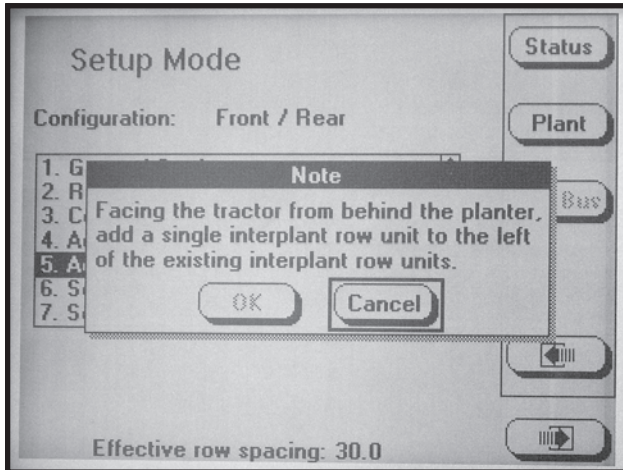 Setup Mode
Status
Configuration: Front / Rear
Plant
1. G
2. R
3. C
4. A
5. A
6. S
7. S
Bus
Note
Facing the tractor from behind the planter,
add a single interplant row unit to the left
of the existing interplant row units.
OK
Cancel
Effective row spacing: 30.0